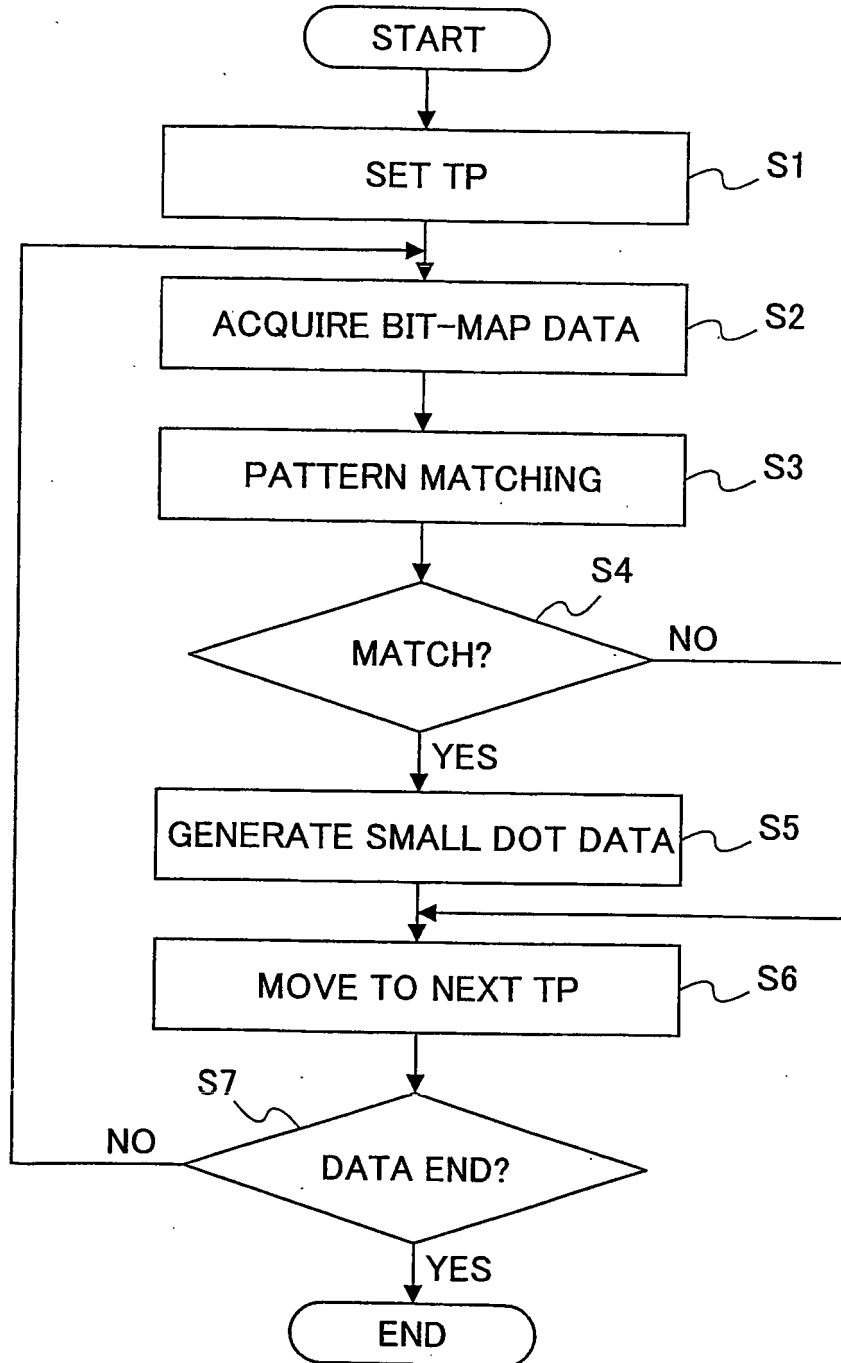 START
SET TP
S1
ACQUIRE BIT-MAP DATA
S2
PATTERN MATCHING
S3
S4
MATCH?
NO
YES
GENERATE SMALL DOT DATA
S5
MOVE TO NEXT TP
S6
S7
NO
DATA END?
YES
END